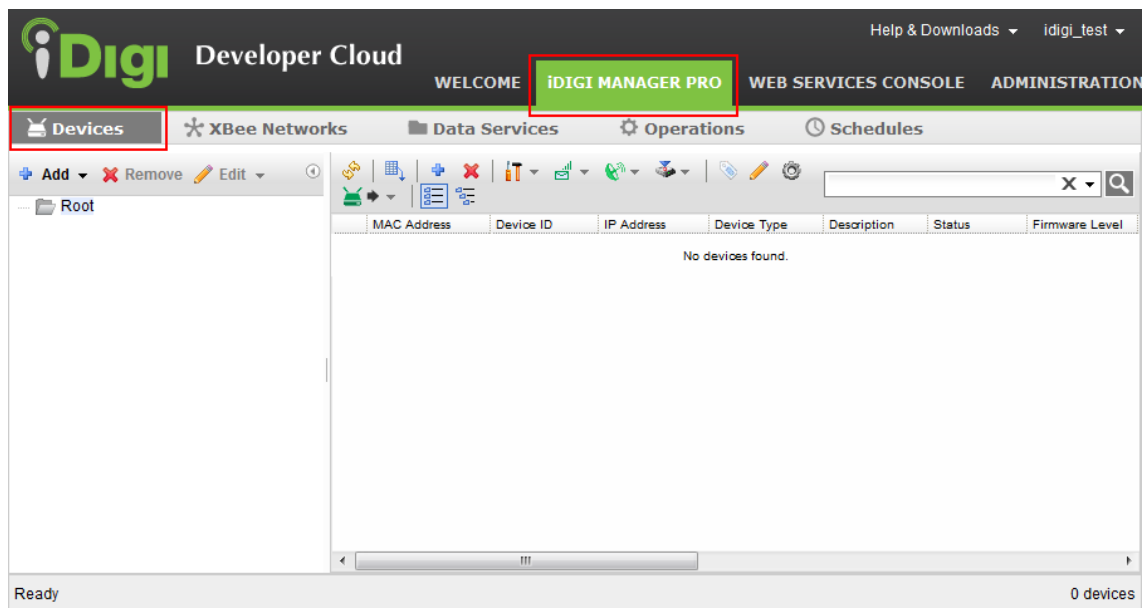 Help & Downloads idigi_test
iDigi Developer Cloud
WELCOME iDIGI MANAGER PRO WEB SERVICES CONSOLE ADMINISTRATION
Devices XBee Networks Data Services Operations Schedules
Add Remove Edit
Root
X
MAC Address Device ID IP Address Device Type Description Status Firmware Level
No devices found.
Ready 0 devices